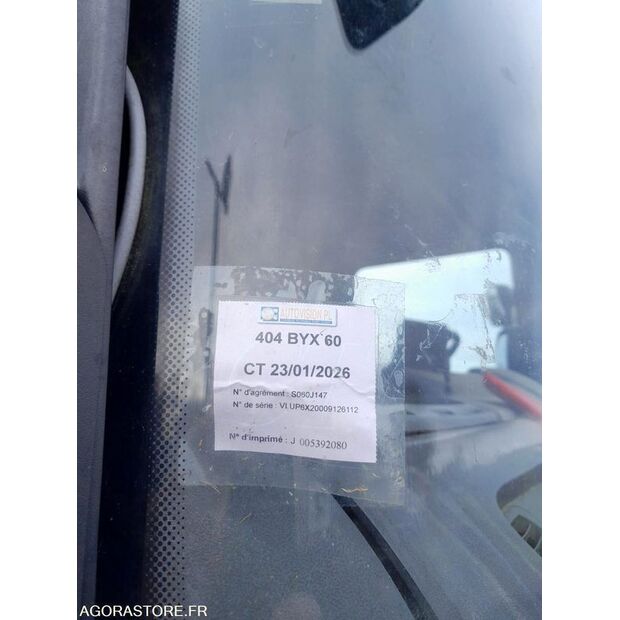 AUTOVISION PL
404 BYX 60
CT 23/01/2026
N° d'agrément : S060J147
N° de série : VLUP6X20009126112
N° d'imprimé : J 005392080
AGORASTORE.FR